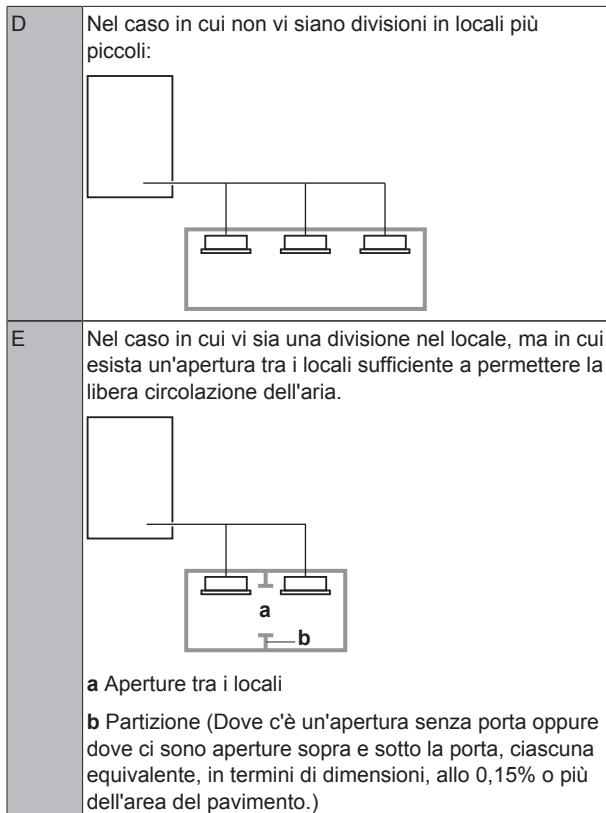 D
Nel caso in cui non vi siano divisioni in locali più
piccoli:
E
Nel caso in cui vi sia una divisione nel locale, ma in cui
esista un'apertura tra i locali sufficiente a permettere la
libera circolazione dell'aria.
a
b
a Aperture tra i locali
b Partizione (Dove c'è un'apertura senza porta oppure
dove ci sono aperture sopra e sotto la porta, ciascuna
equivalente, in termini di dimensioni, allo 0,15% o più
dell'area del pavimento.)